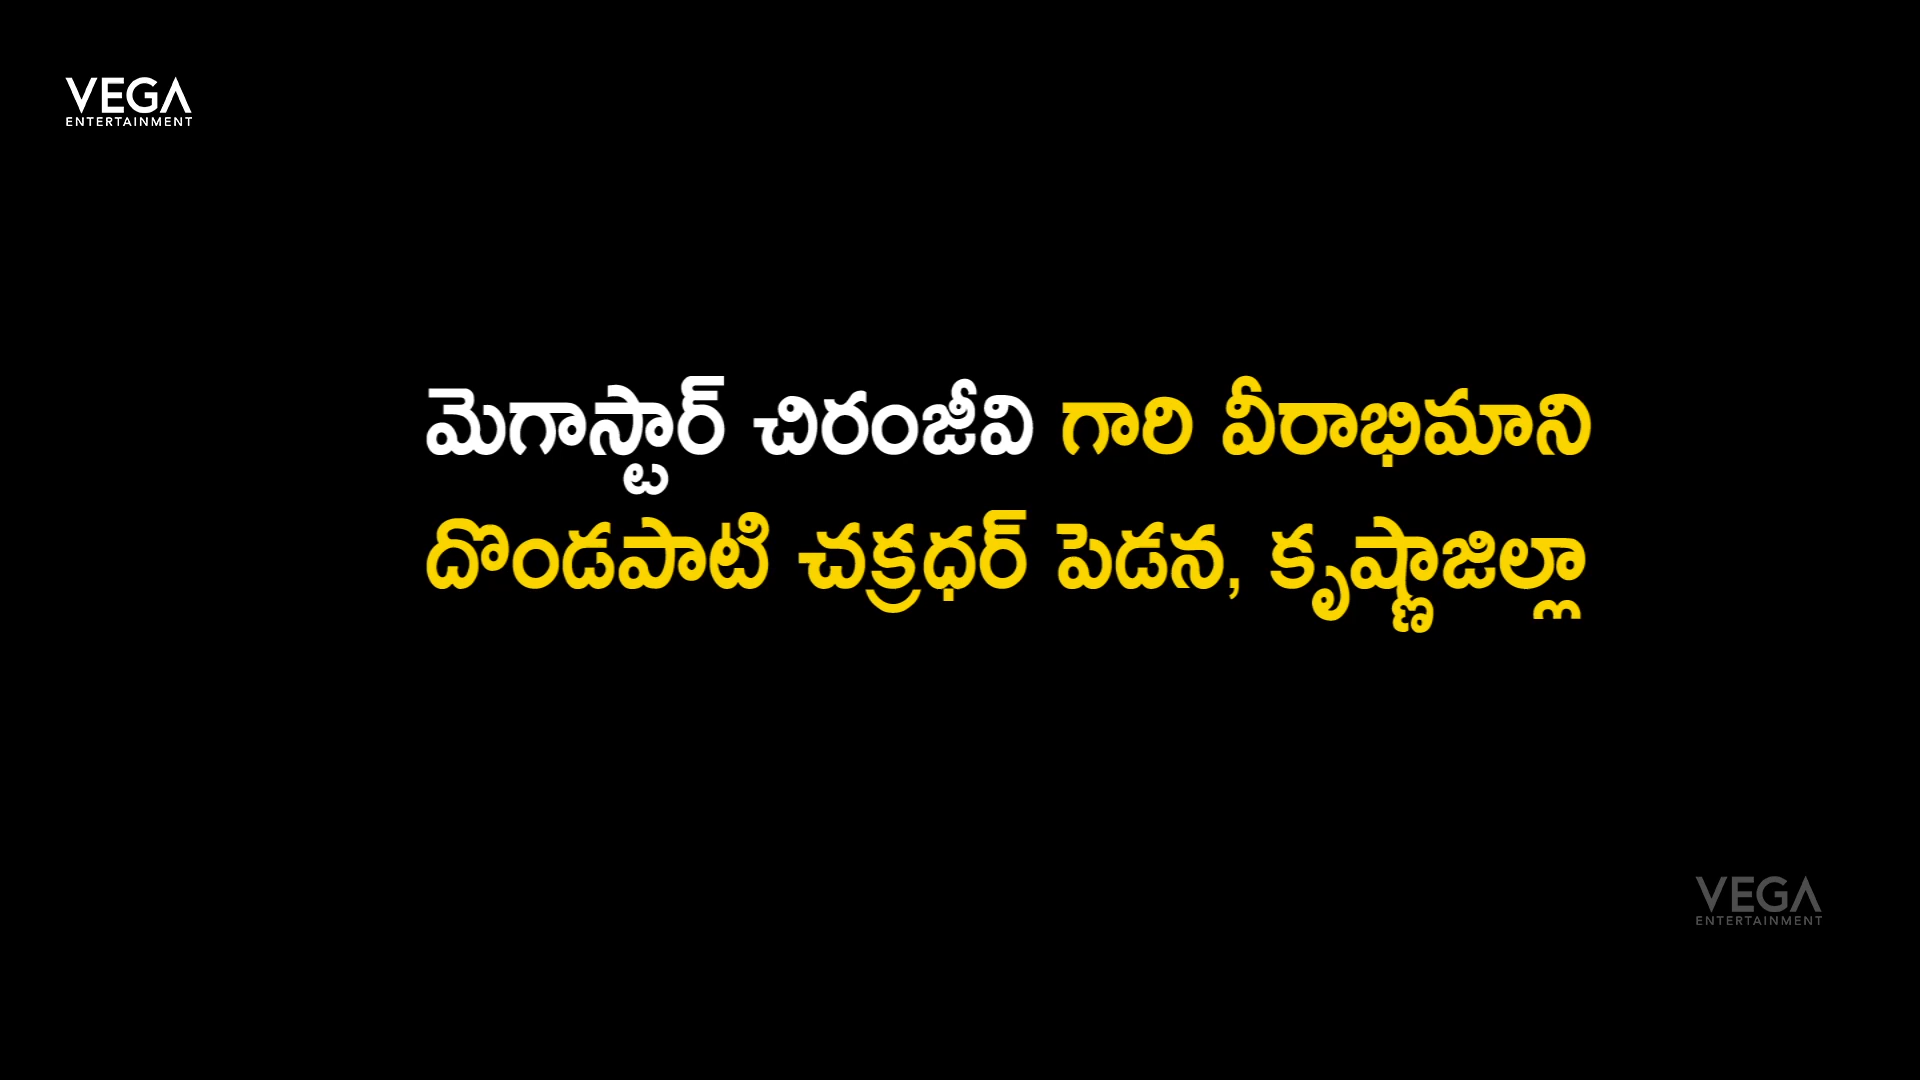 VEGA
ENTERTAINMENT
మెగాస్టార్ చిరంజీవి గారి వీరాభిమాని
దొండపాటి చక్రధర్ పెడన, కృష్ణాజిల్లా
VEGA
ENTERTAINMENT